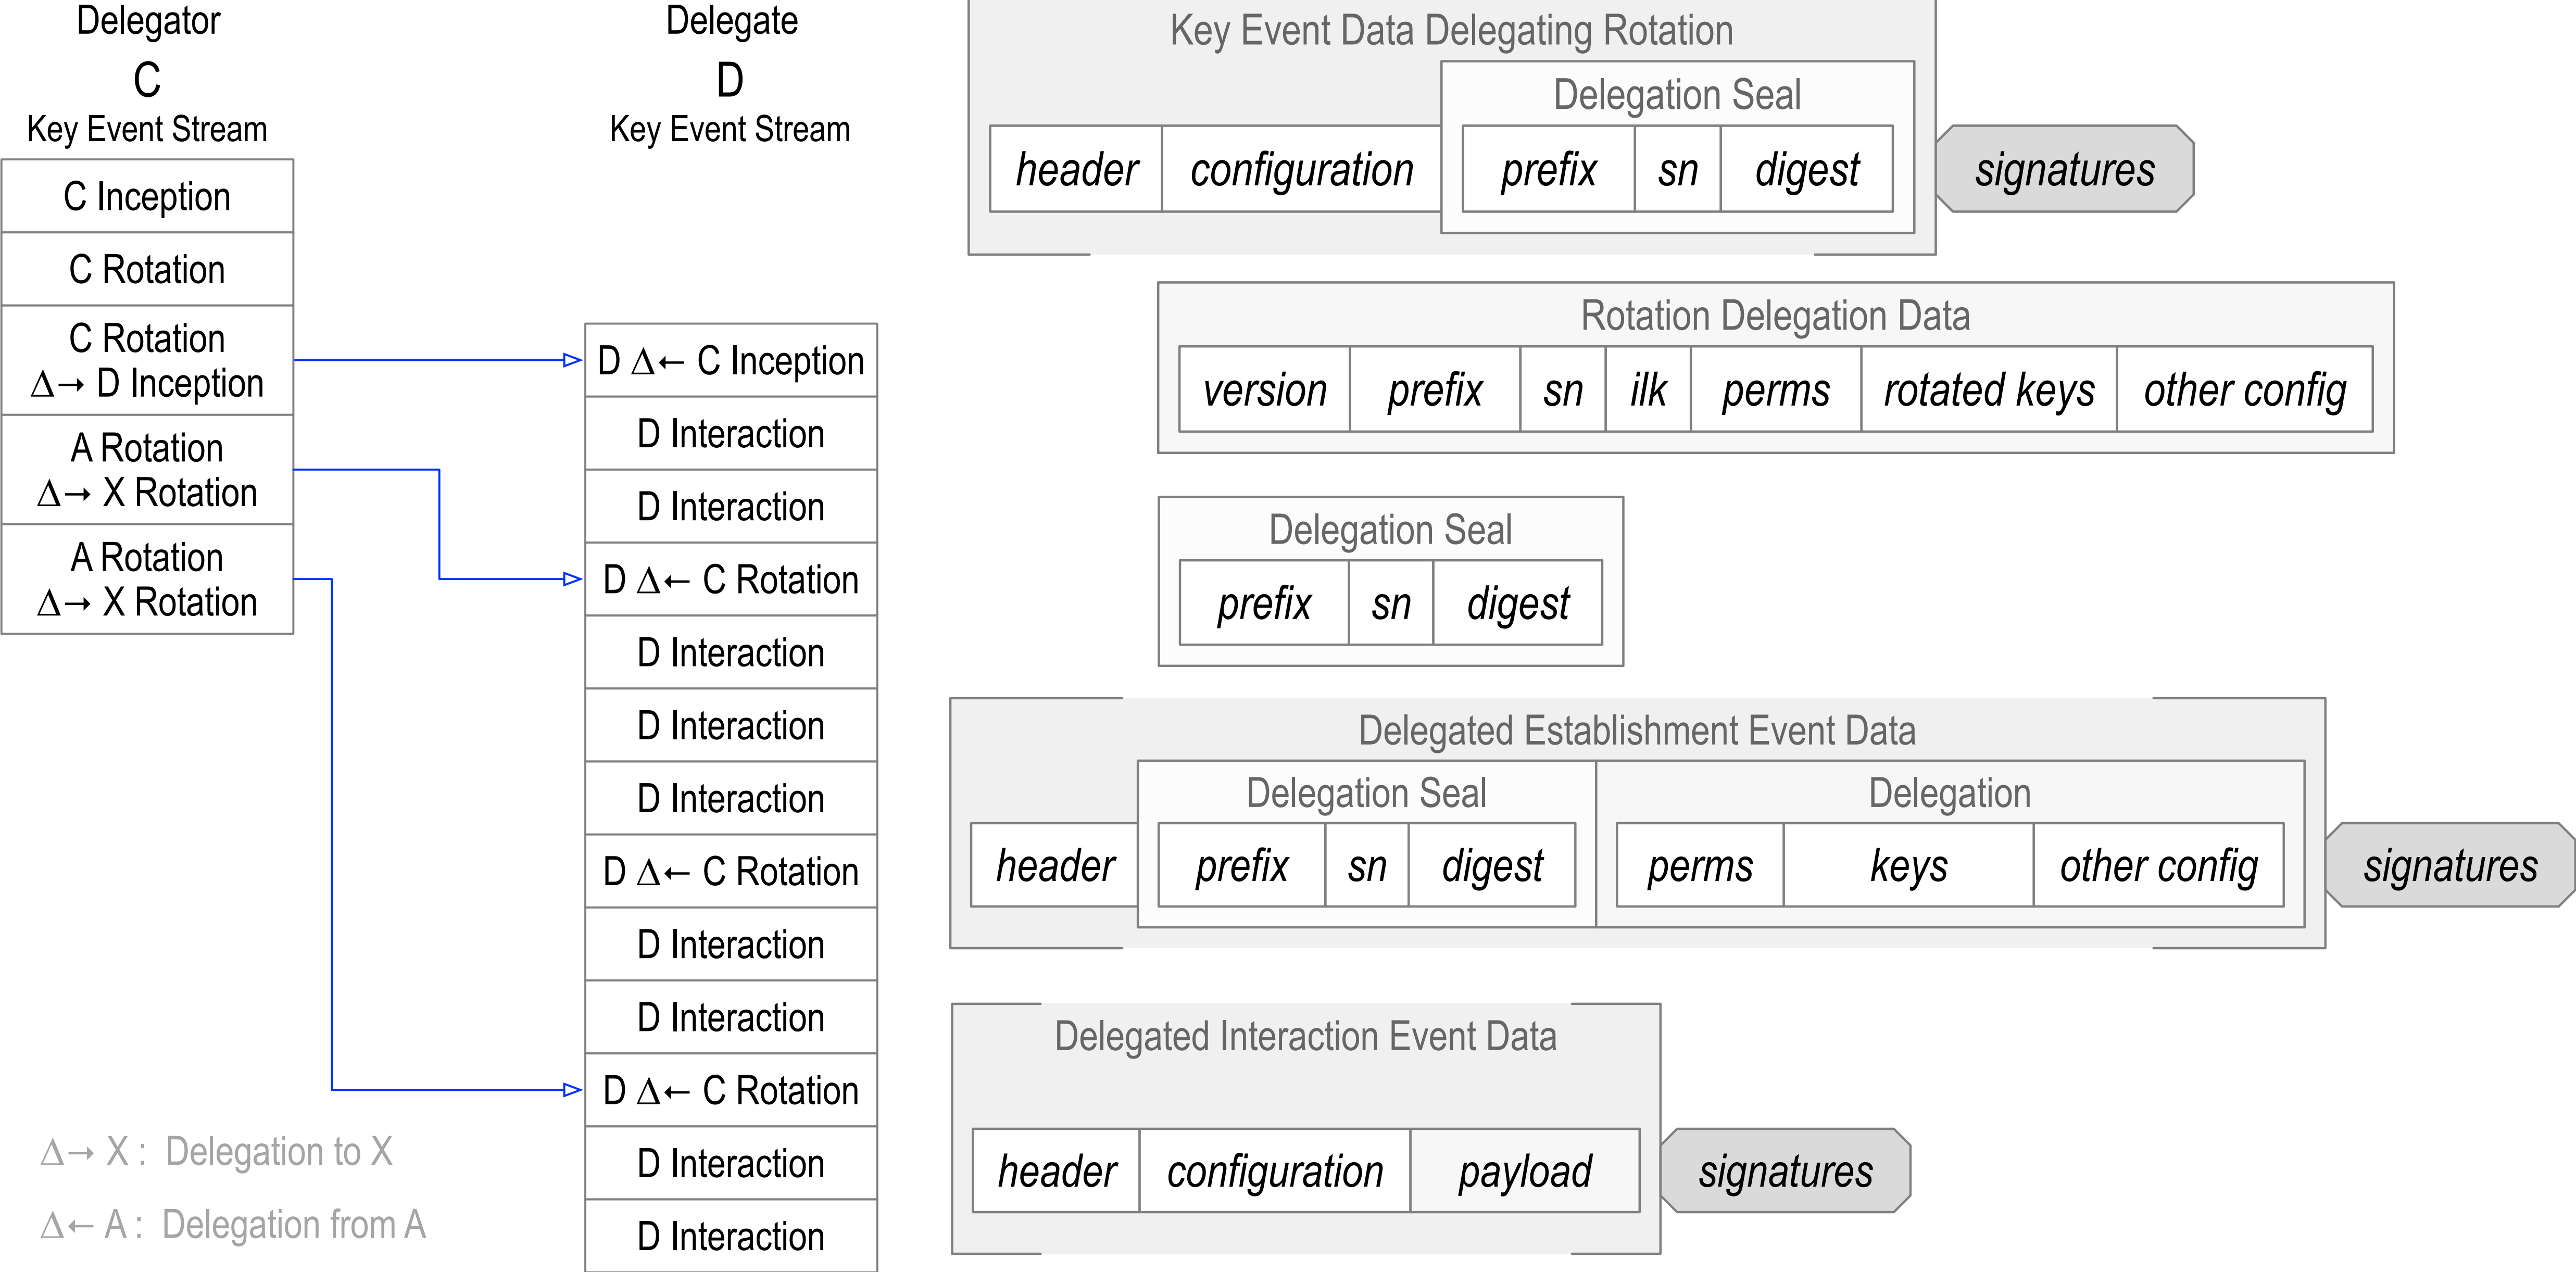 Delegator
C
Key Event Stream
C Inception
C Rotation
C Rotation
Δ→ D Inception
A Rotation
Δ→ X Rotation
A Rotation
Δ→ X Rotation
Δ→ X : Delegation to X
Δ← A : Delegation from A
Delegate
D
Key Event Stream
D Δ← C Inception
D Interaction
D Interaction
D Δ← C Rotation
D Interaction
D Interaction
D Interaction
D Δ← C Rotation
D Interaction
D Interaction
D Δ← C Rotation
D Interaction
D Interaction
Key Event Data Delegating Rotation
Delegation Seal
header configuration prefix sn digest signatures
Rotation Delegation Data
version prefix sn ilk perms rotated keys other config
Delegation Seal
prefix sn digest
Delegated Establishment Event Data
Delegation Seal Delegation
header prefix sn digest perms keys other config signatures
Delegated Interaction Event Data
header configuration payload signatures